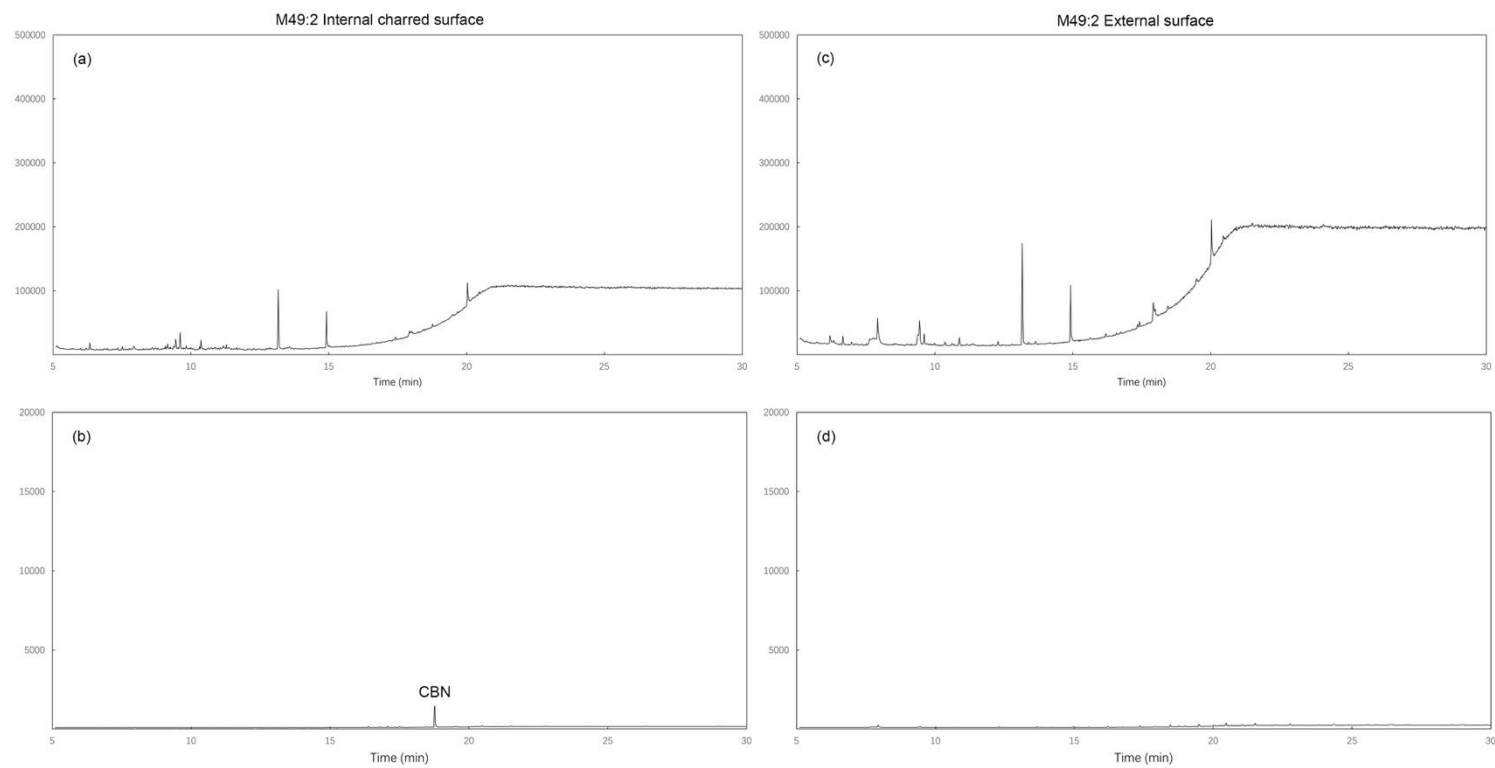 M49:2 Internal charred surface
(a)
500000
400000
300000
200000
100000
5 10 15 20 25 30
Time (min)
M49:2 External surface
(c)
500000
400000
300000
200000
100000
5 10 15 20 25 30
Time (min)
(b)
20000
15000
10000
5000
CBN
5 10 15 20 25 30
Time (min)
(d)
20000
15000
10000
5000
5 10 15 20 25 30
Time (min)